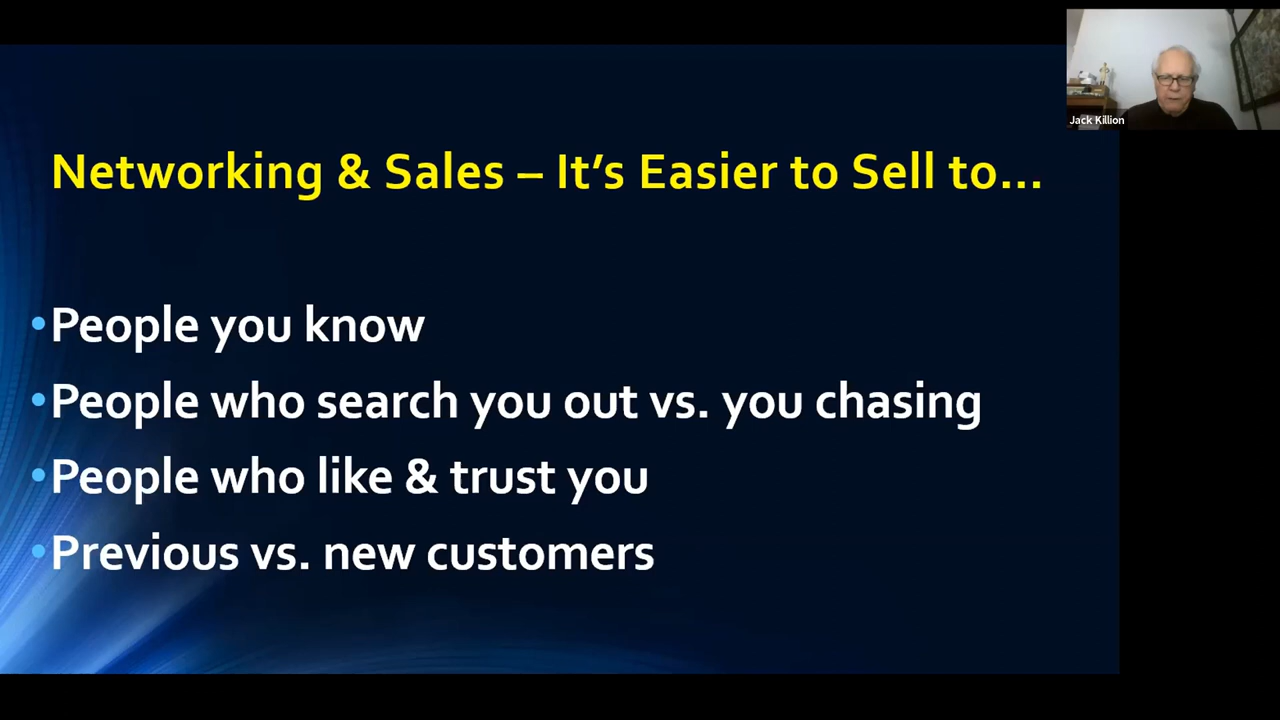 Jack Killion
Networking & Sales – It’s Easier to Sell to…
•People you know
•People who search you out vs. you chasing
•People who like & trust you
•Previous vs. new customers